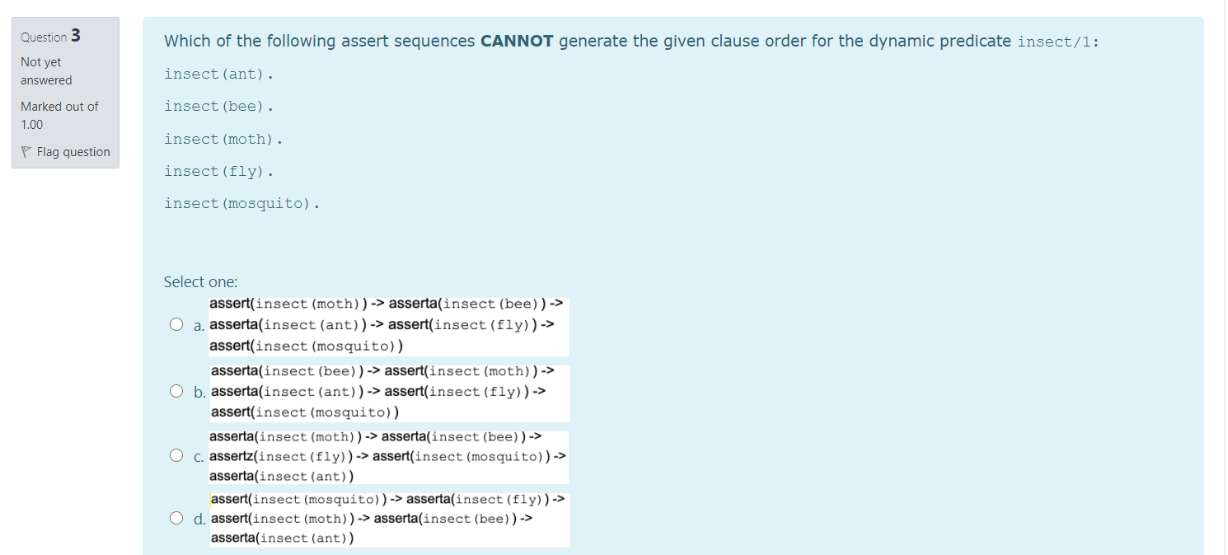 Question 3
Not yet
answered
Marked out of
1.00
Flag question
Which of the following assert sequences CANNOT generate the given clause order for the dynamic predicate insect/1:
insect(ant).
insect(bee).
insect(moth).
insect(fly).
insect(mosquito).
Select one:
a. assert(insect(moth))-> asserta(insect(bee))->
asserta(insect(ant))-> assert(insect(fly))->
assert(insect(mosquito))
b. asserta(insect(bee))-> assert(insect(moth))->
asserta(insect(ant))-> assert(insect(fly))->
assert(insect(mosquito))
c. asserta(insect(moth))-> asserta(insect(bee))->
assertz(insect(fly))-> assert(insect(mosquito))->
asserta(insect(ant))
d. assert(insect(mosquito))-> asserta(insect(fly))->
assert(insect(moth))-> asserta(insect(bee))->
asserta(insect(ant))